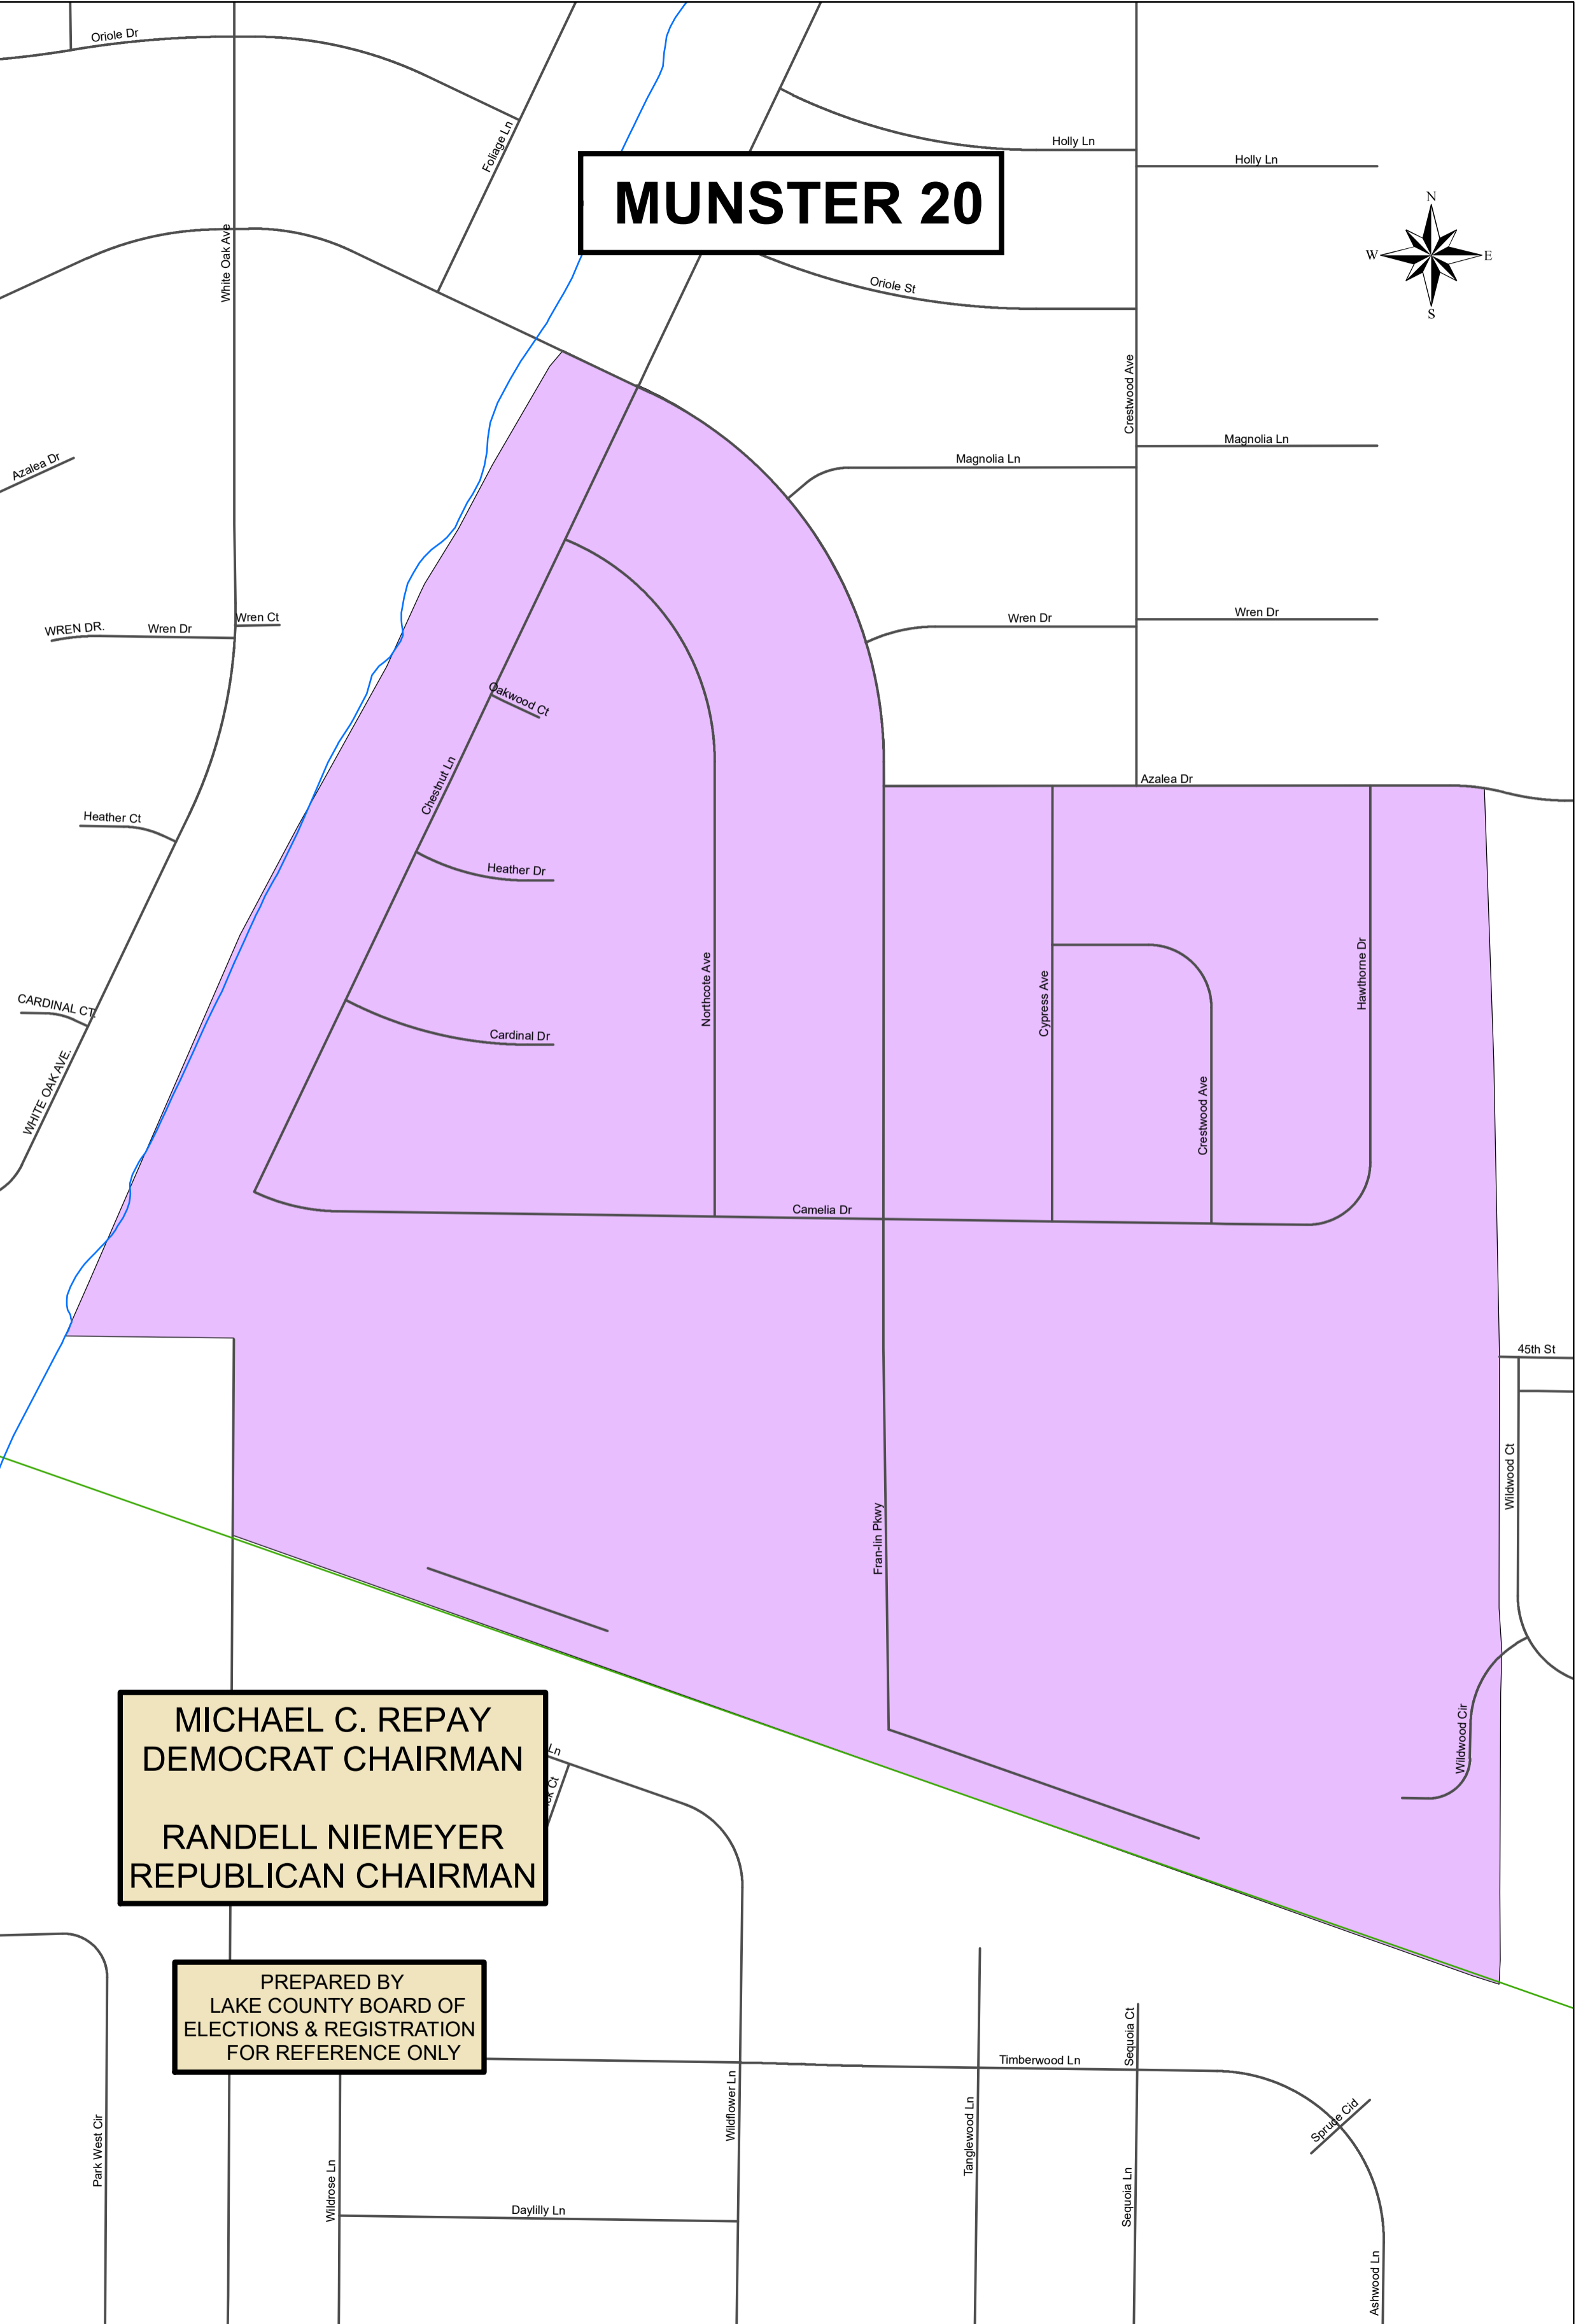 Oriole Dr
Foliage Ln
Holly Ln
Holly Ln
MUNSTER 20
N
W
E
S
White Oak Ave
Oriole St
Crestwood Ave
Magnolia Ln
Magnolia Ln
Azalea Dr
Wren Dr
Wren Dr
WREN DR.
Wren Dr
Wren Ct
Oakwood Ct
Chestnut Ln
Azalea Dr
Heather Ct
Heather Dr
Northcote Ave
Cypress Ave
Hawthorne Dr
CARDINAL CT.
Cardinal Dr
WHITE OAK AVE.
Crestwood Ave
Camelia Dr
45th St
Wildwood Ct
Fran-lin Pkwy
Wildwood Cir
MICHAEL C. REPAY
DEMOCRAT CHAIRMAN
RANDELL NIEMEYER
REPUBLICAN CHAIRMAN
Ln
Ct
PREPARED BY
LAKE COUNTY BOARD OF
ELECTIONS & REGISTRATION
FOR REFERENCE ONLY
Sequoia Ct
Timberwood Ln
Wildflower Ln
Tanglewood Ln
Spruce Cid
Park West Cir
Wildrose Ln
Sequoia Ln
Daylilly Ln
Ashwood Ln